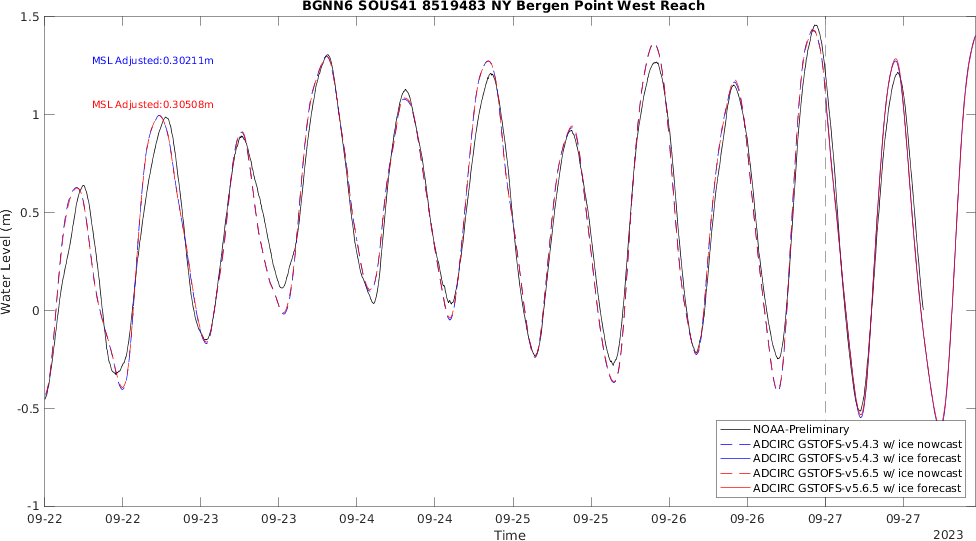 BGNN6 SOUS41 8519483 NY Bergen Point West Reach
1.5
MSL Adjusted:0.30211m
MSL Adjusted:0.30508m
1
0.5
Water Level (m)
0
-0.5
-1
NOAA-Preliminary
ADCIRC GSTOFS-v5.4.3 w/ ice nowcast
ADCIRC GSTOFS-v5.4.3 w/ ice forecast
ADCIRC GSTOFS-v5.6.5 w/ ice nowcast
ADCIRC GSTOFS-v5.6.5 w/ ice forecast
09-22 09-22 09-23 09-23 09-24 09-24 09-25 09-25 09-26 09-26 09-27 09-27
Time
2023